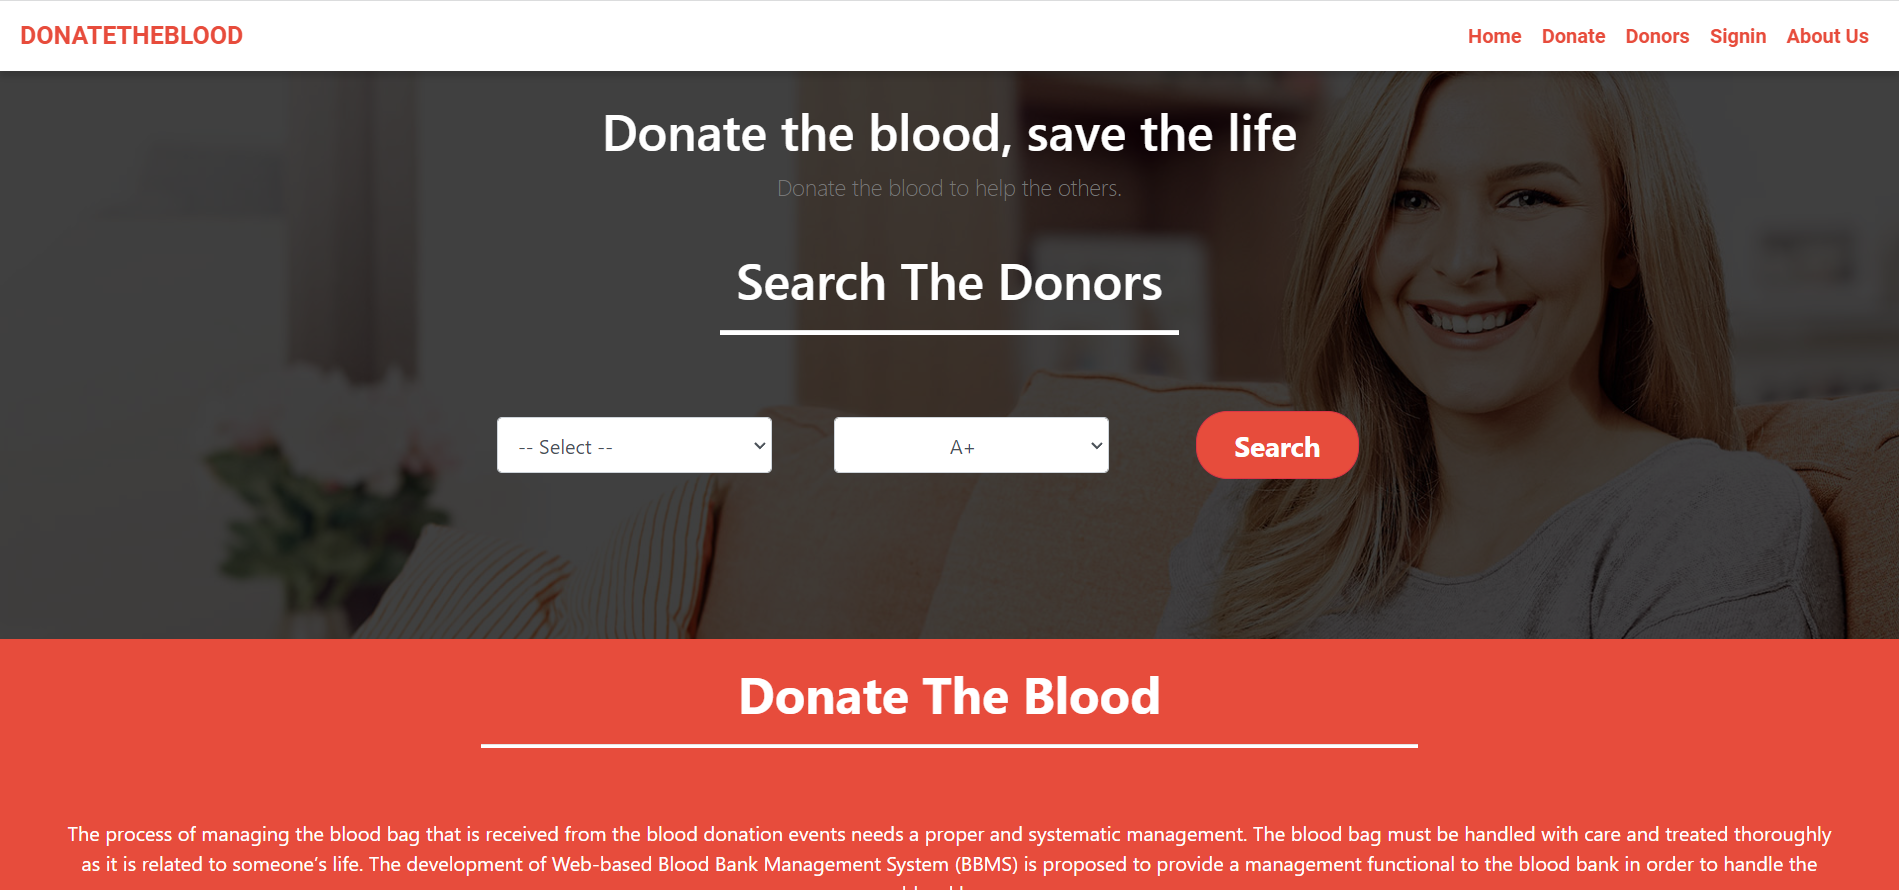 DONATETHEBLOOD
Home Donate Donors Signin About Us
Donate the blood, save the life
Donate the blood to help the others.
Search The Donors
-- Select --
A+
Search
Donate The Blood
The process of managing the blood bag that is received from the blood donation events needs a proper and systematic management. The blood bag must be handled with care and treated thoroughly
as it is related to someone’s life. The development of Web-based Blood Bank Management System (BBMS) is proposed to provide a management functional to the blood bank in order to handle the